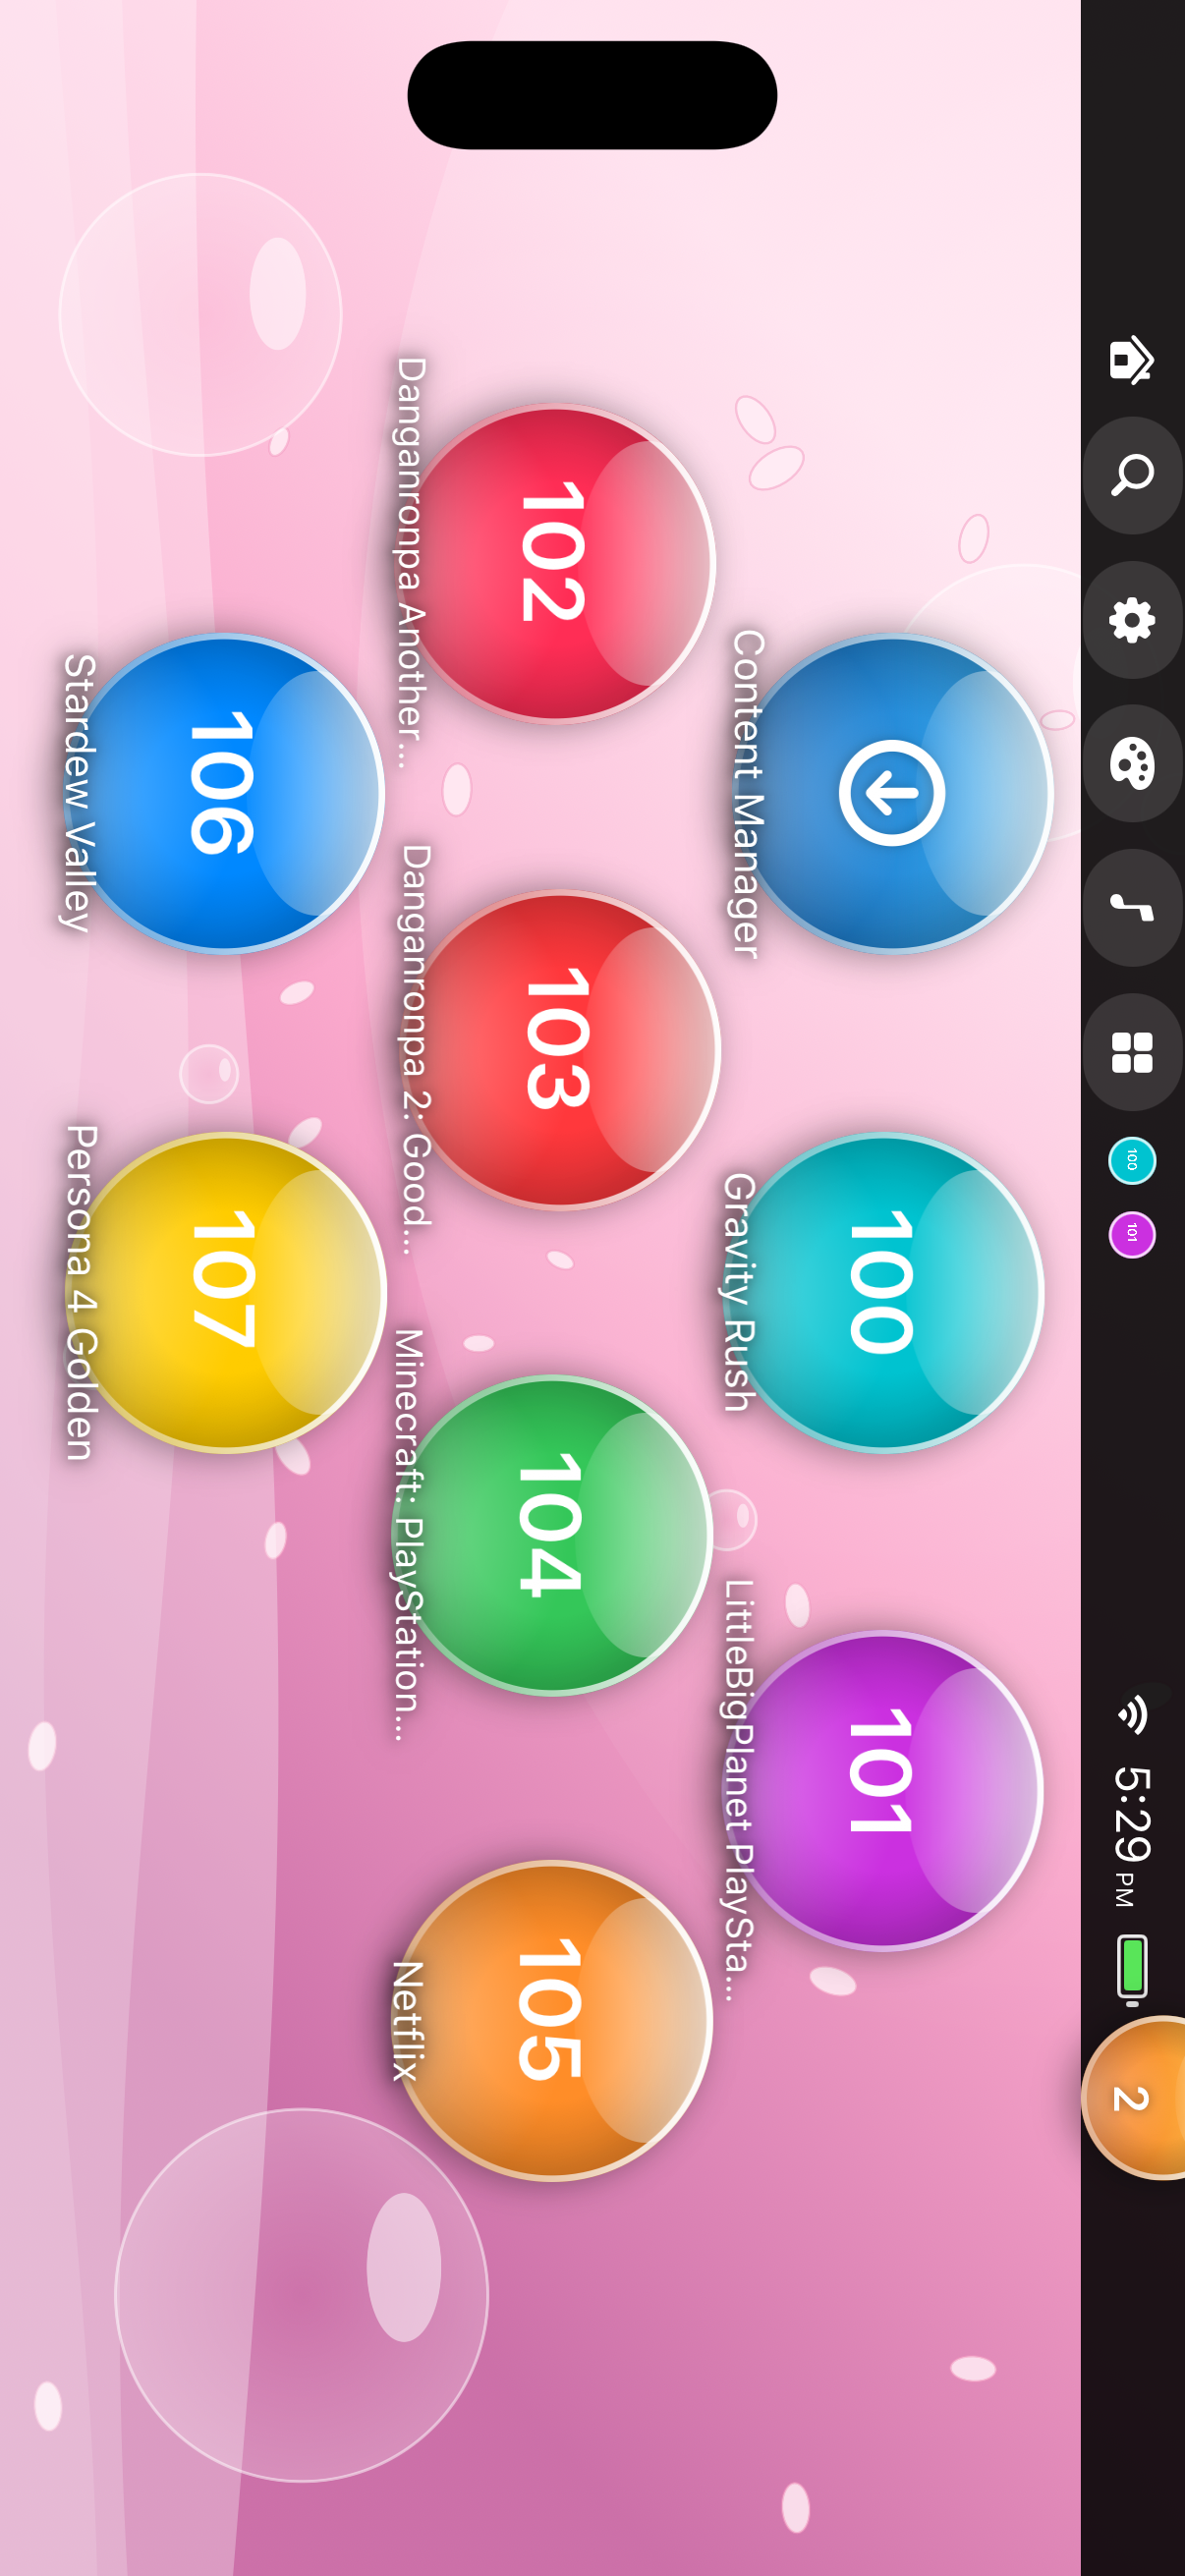 100
101
5:29 PM
2
Content Manager
100
Gravity Rush
101
LittleBigPlanet PlaySta...
102
Danganronpa Another...
103
Danganronpa 2: Good...
104
Minecraft: PlayStation...
105
Netflix
106
Stardew Valley
107
Persona 4 Golden